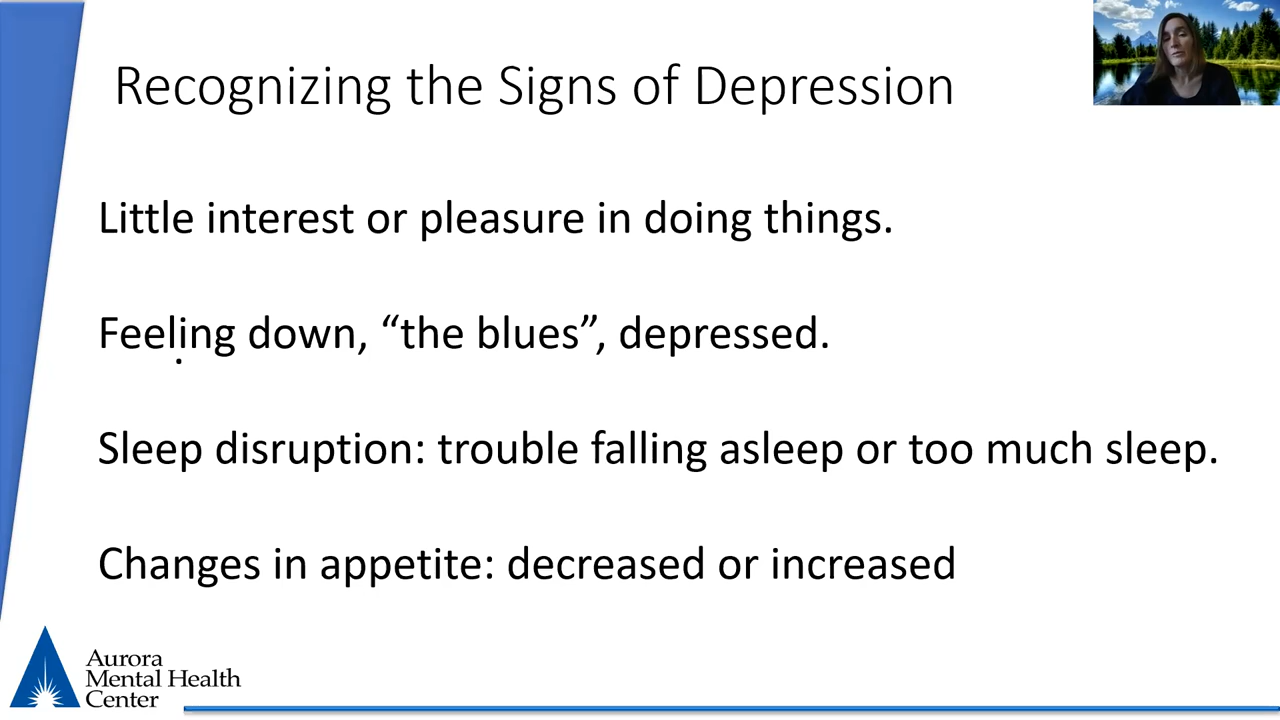 Recognizing the Signs of Depression
Little interest or pleasure in doing things.
Feeling down, “the blues”, depressed.
Sleep disruption: trouble falling asleep or too much sleep.
Changes in appetite: decreased or increased
Aurora
Mental Health
Center